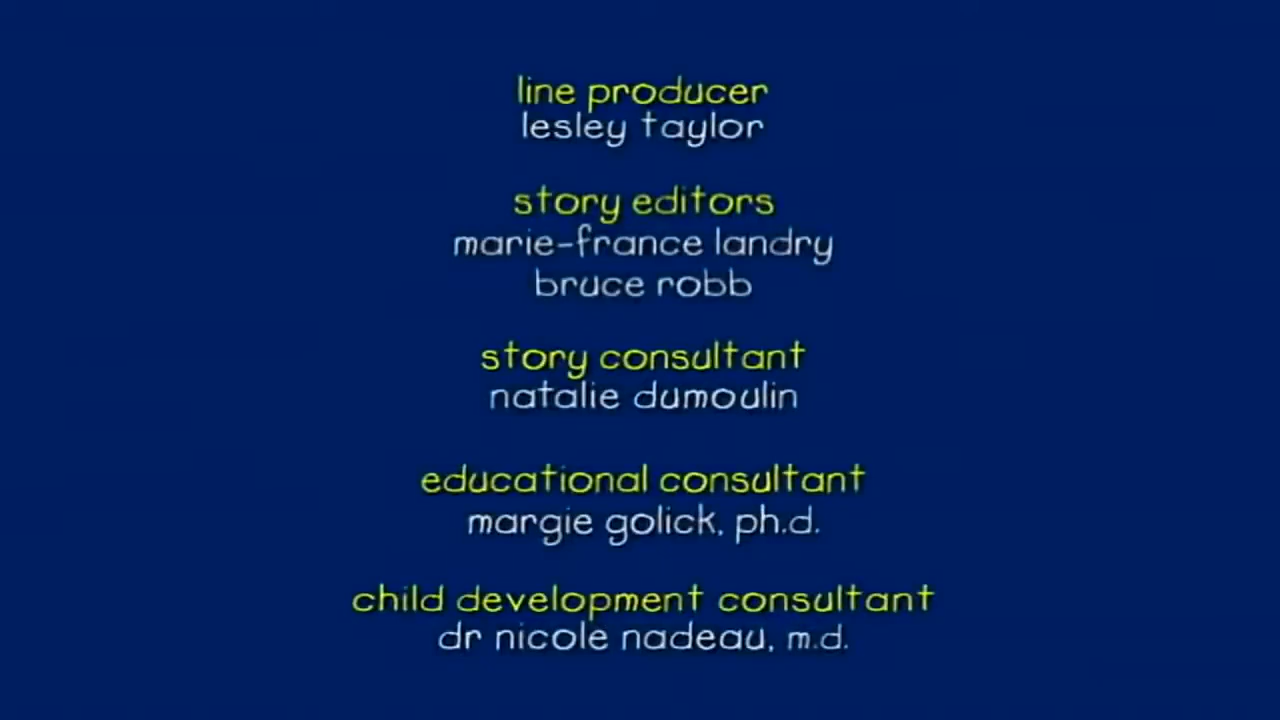 line producer
lesley taylor
story editors
marie-france landry
bruce robb
story consultant
natalie dumoulin
educational consultant
margie golick, ph.d.
child development consultant
dr nicole nadeau, m.d.